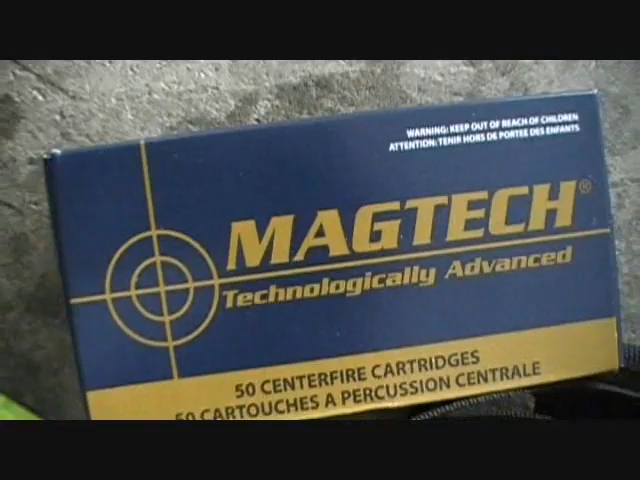 WARNING: KEEP OUT OF REACH OF CHILDREN
ATTENTION: TENIR HORS DE PORTEE DES ENFANTS
MAGTECH®
Technologically Advanced
50 CENTERFIRE CARTRIDGES
50 CARTOUCHES A PERCUSSION CENTRALE